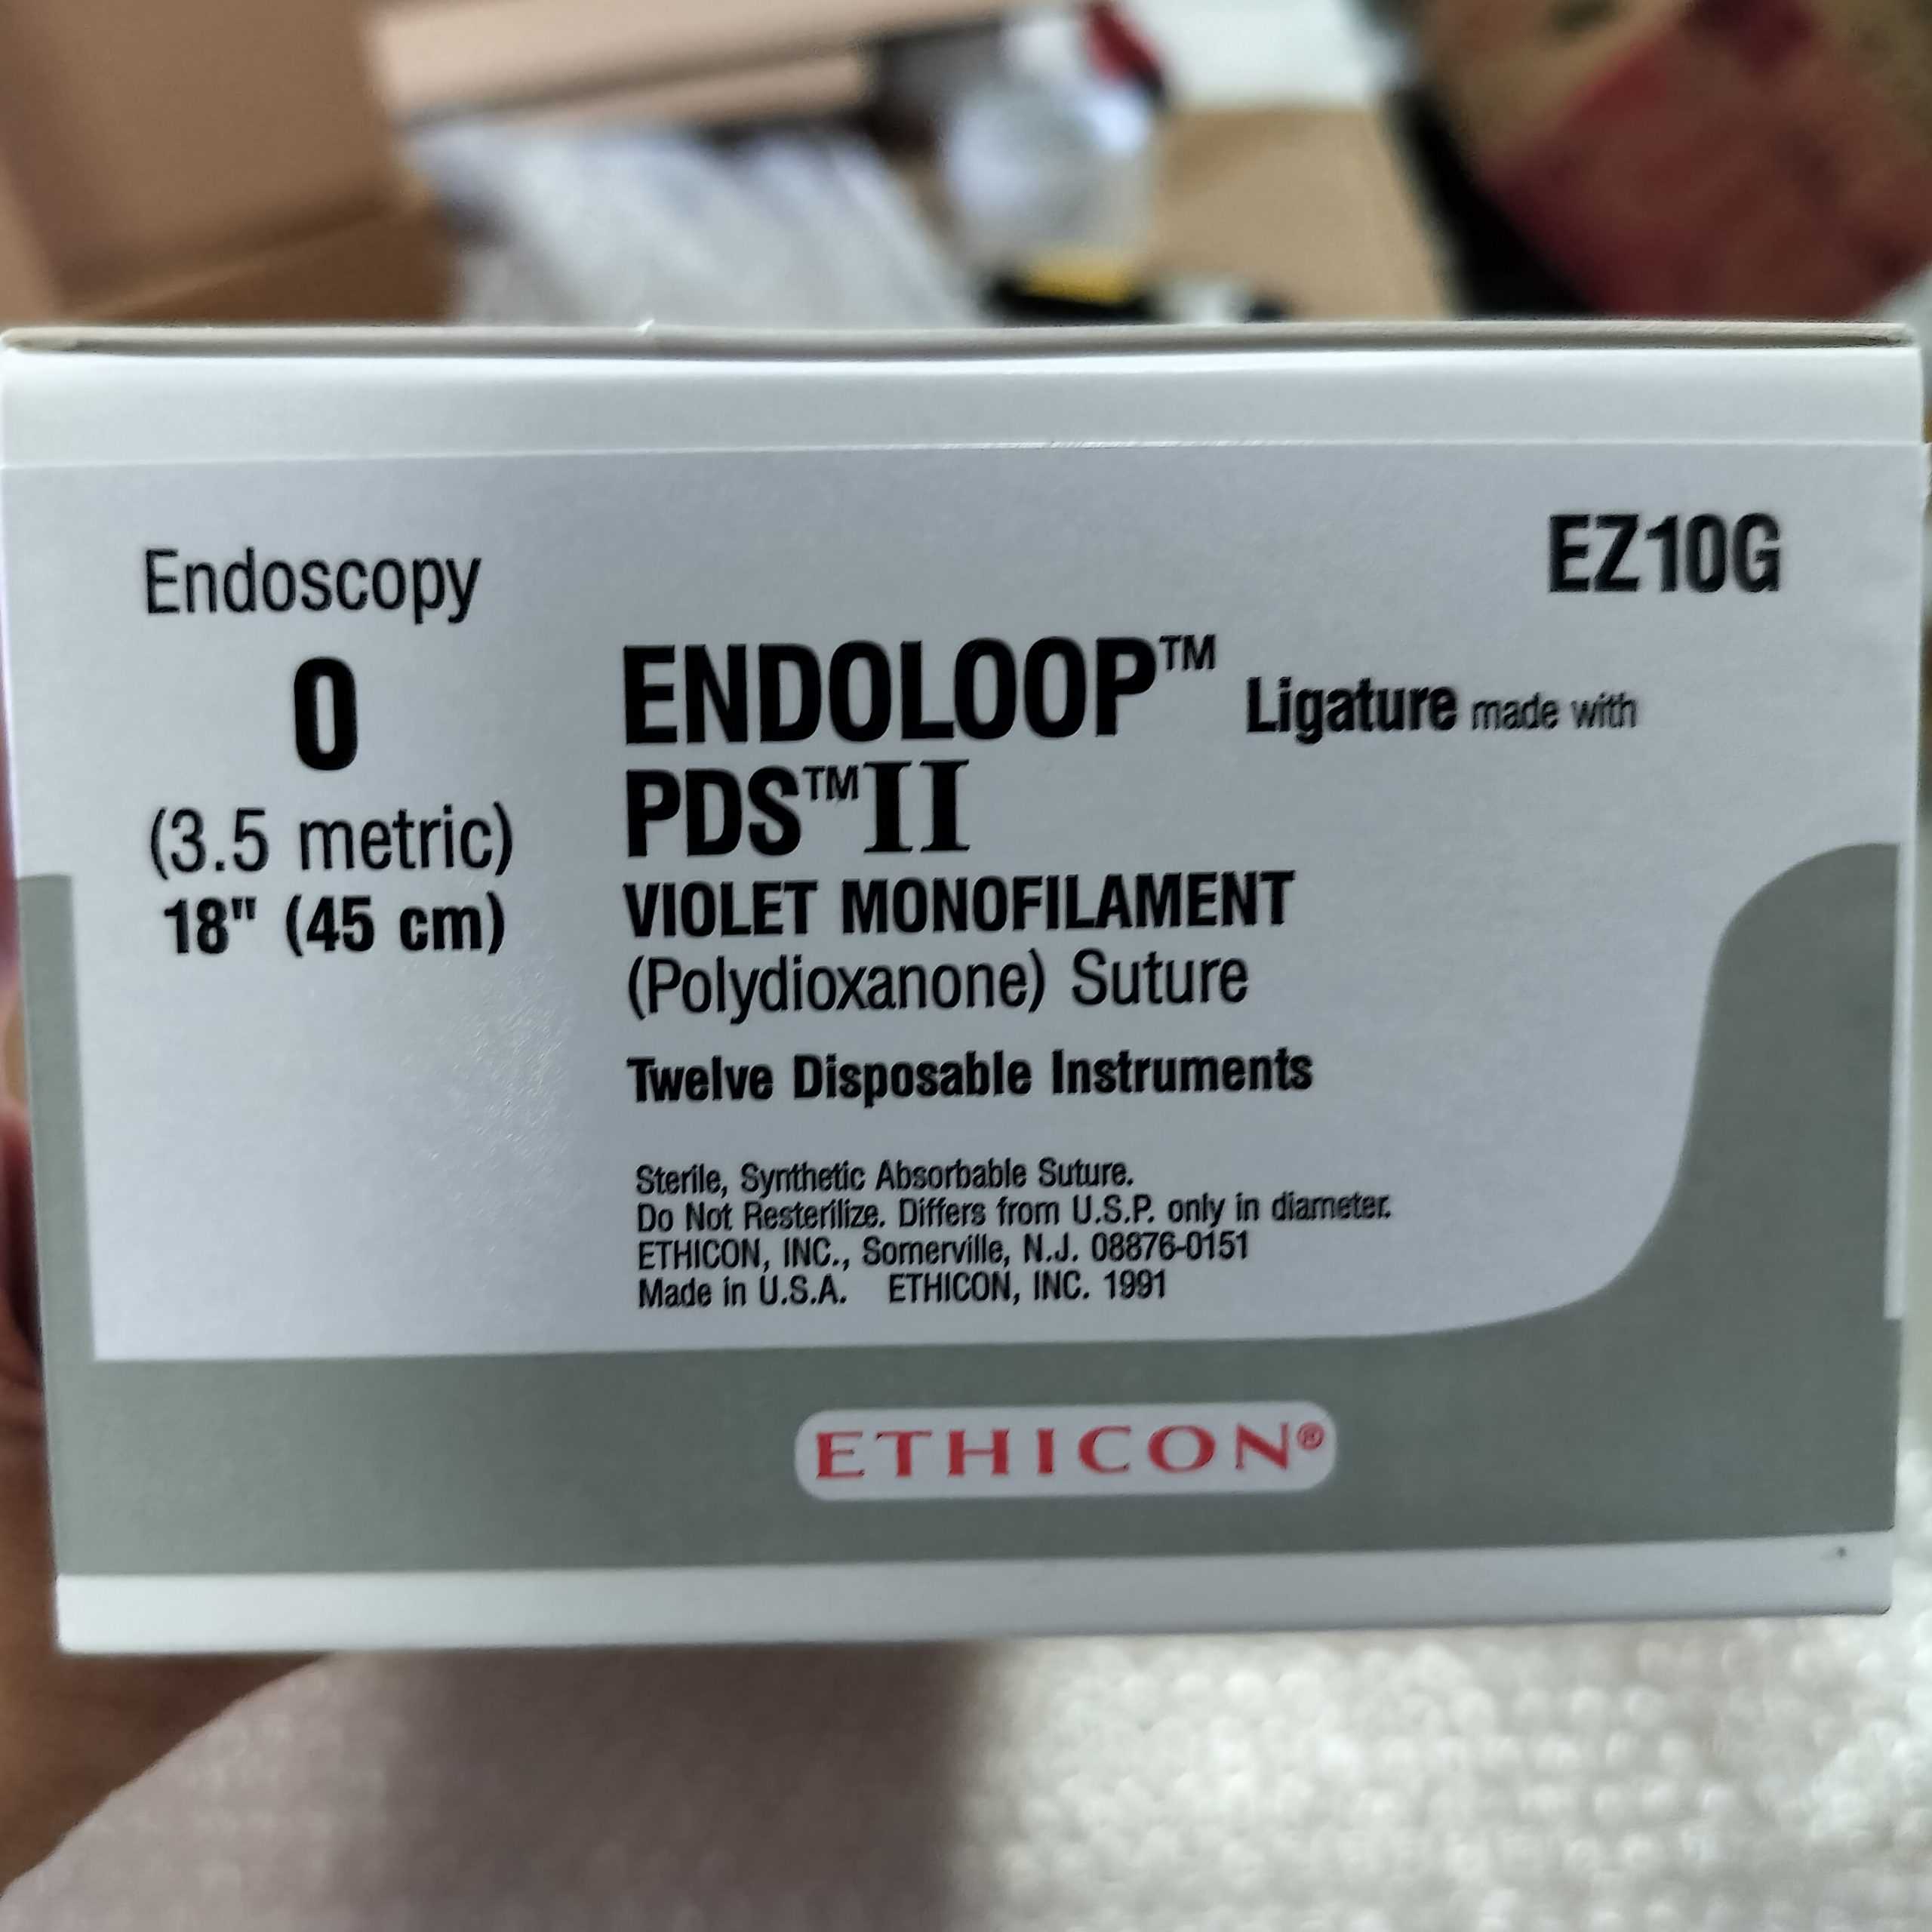 EZ10G
Endoscopy
0
(3.5 metric)
18" (45 cm)
ENDOLOOP™ Ligature made with
PDS™II
VIOLET MONOFILAMENT
(Polydioxanone) Suture
Twelve Disposable Instruments
Sterile, Synthetic Absorbable Suture.
Do Not Resterilize. Differs from U.S.P. only in diameter.
ETHICON, INC., Somerville, N.J. 08876-0151
Made in U.S.A. ETHICON, INC. 1991
ETHICON®